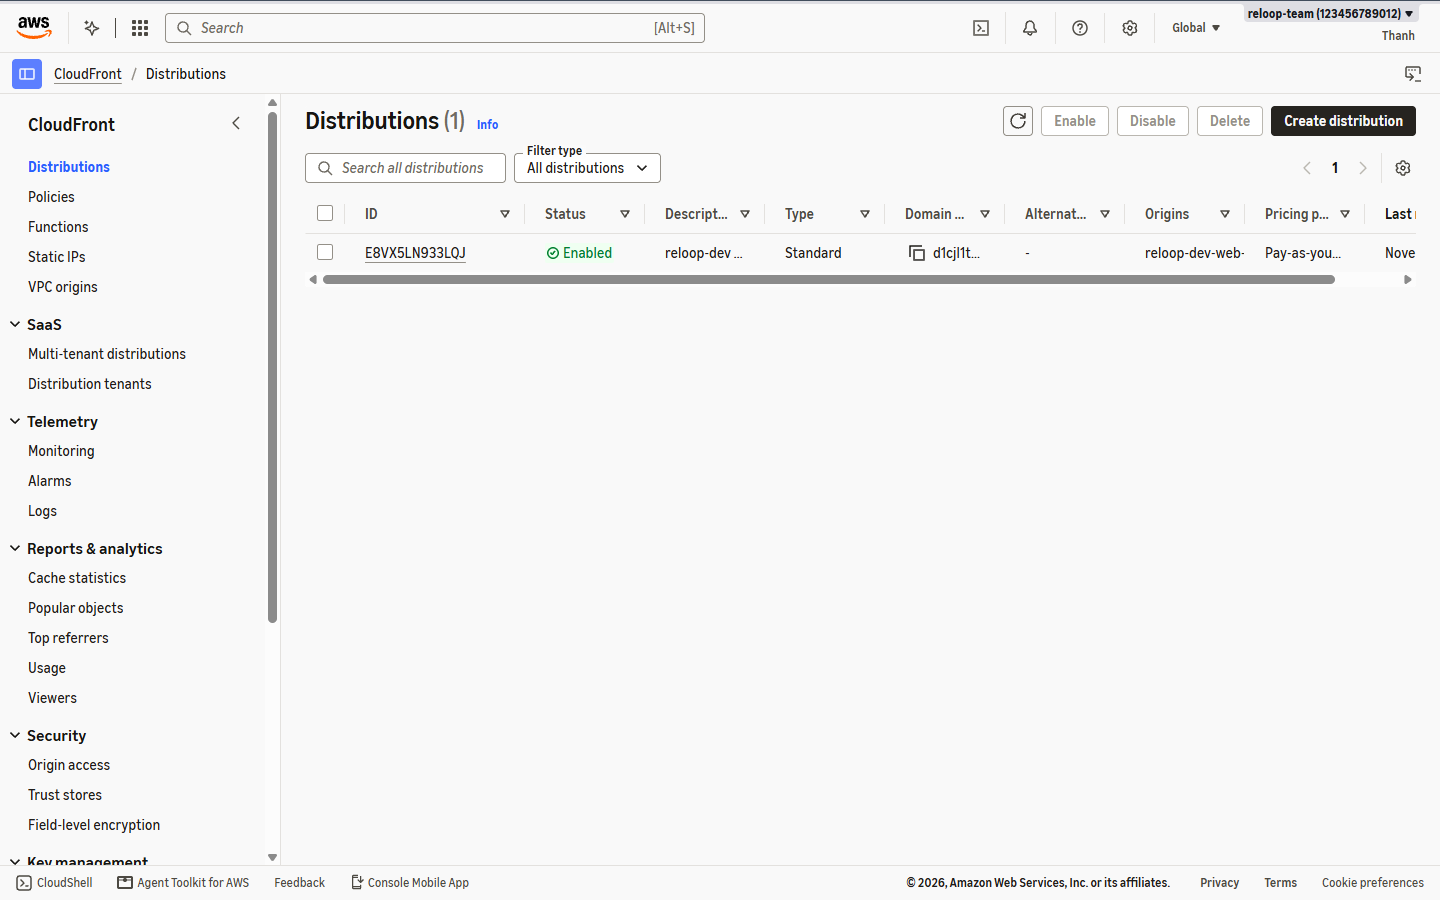 aws
Search
[Alt+S]
Global
reloop-team (123456789012)
Thanh
CloudFront / Distributions
CloudFront
Distributions
Policies
Functions
Static IPs
VPC origins
SaaS
Multi-tenant distributions
Distribution tenants
Telemetry
Monitoring
Alarms
Logs
Reports & analytics
Cache statistics
Popular objects
Top referrers
Usage
Viewers
Security
Origin access
Trust stores
Field-level encryption
Key management
Distributions (1) Info
Enable
Disable
Delete
Create distribution
Search all distributions
Filter type
All distributions
1
ID Status Descript... Type Domain ... Alternat... Origins Pricing p... Last
E8VX5LN933LQJ Enabled reloop-dev ... Standard d1cjl1t... - reloop-dev-web- Pay-as-you... Nove
CloudShell Agent Toolkit for AWS Feedback Console Mobile App © 2026, Amazon Web Services, Inc. or its affiliates. Privacy Terms Cookie preferences